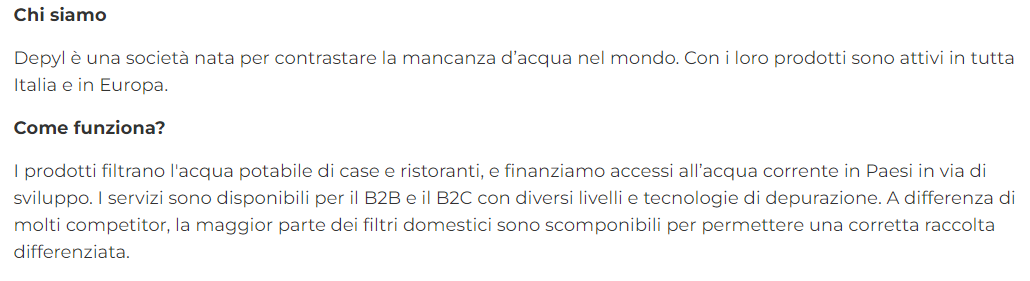 Chi siamo
Depyl è una società nata per contrastare la mancanza d’acqua nel mondo. Con i loro prodotti sono attivi in tutta
Italia e in Europa.
Come funziona?
I prodotti filtrano l'acqua potabile di case e ristoranti, e finanziamo accessi all’acqua corrente in Paesi in via di
sviluppo. I servizi sono disponibili per il B2B e il B2C con diversi livelli e tecnologie di depurazione. A differenza di
molti competitor, la maggior parte dei filtri domestici sono scomponibili per permettere una corretta raccolta
differenziata.